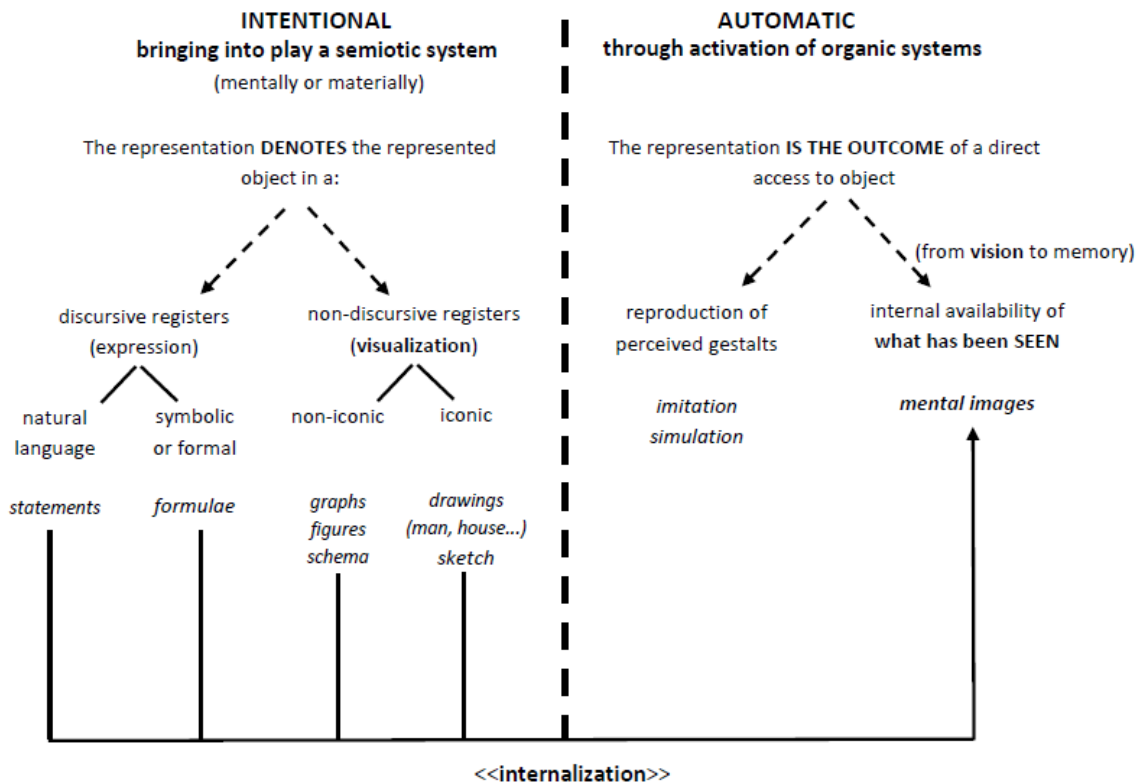 INTENTIONAL
bringing into play a semiotic system
(mentally or materially)
The representation DENOTES the represented
object in a:
discursive registers
(expression)
non-discursive registers
(visualization)
natural
language
symbolic
or formal
non-iconic
iconic
statements
formulae
graphs
figures
schema
drawings
(man, house...)
sketch
AUTOMATIC
through activation of organic systems
The representation IS THE OUTCOME of a direct
access to object
(from vision to memory)
reproduction of
perceived gestalts
internal availability of
what has been SEEN
imitation
simulation
mental images
<<internalization>>